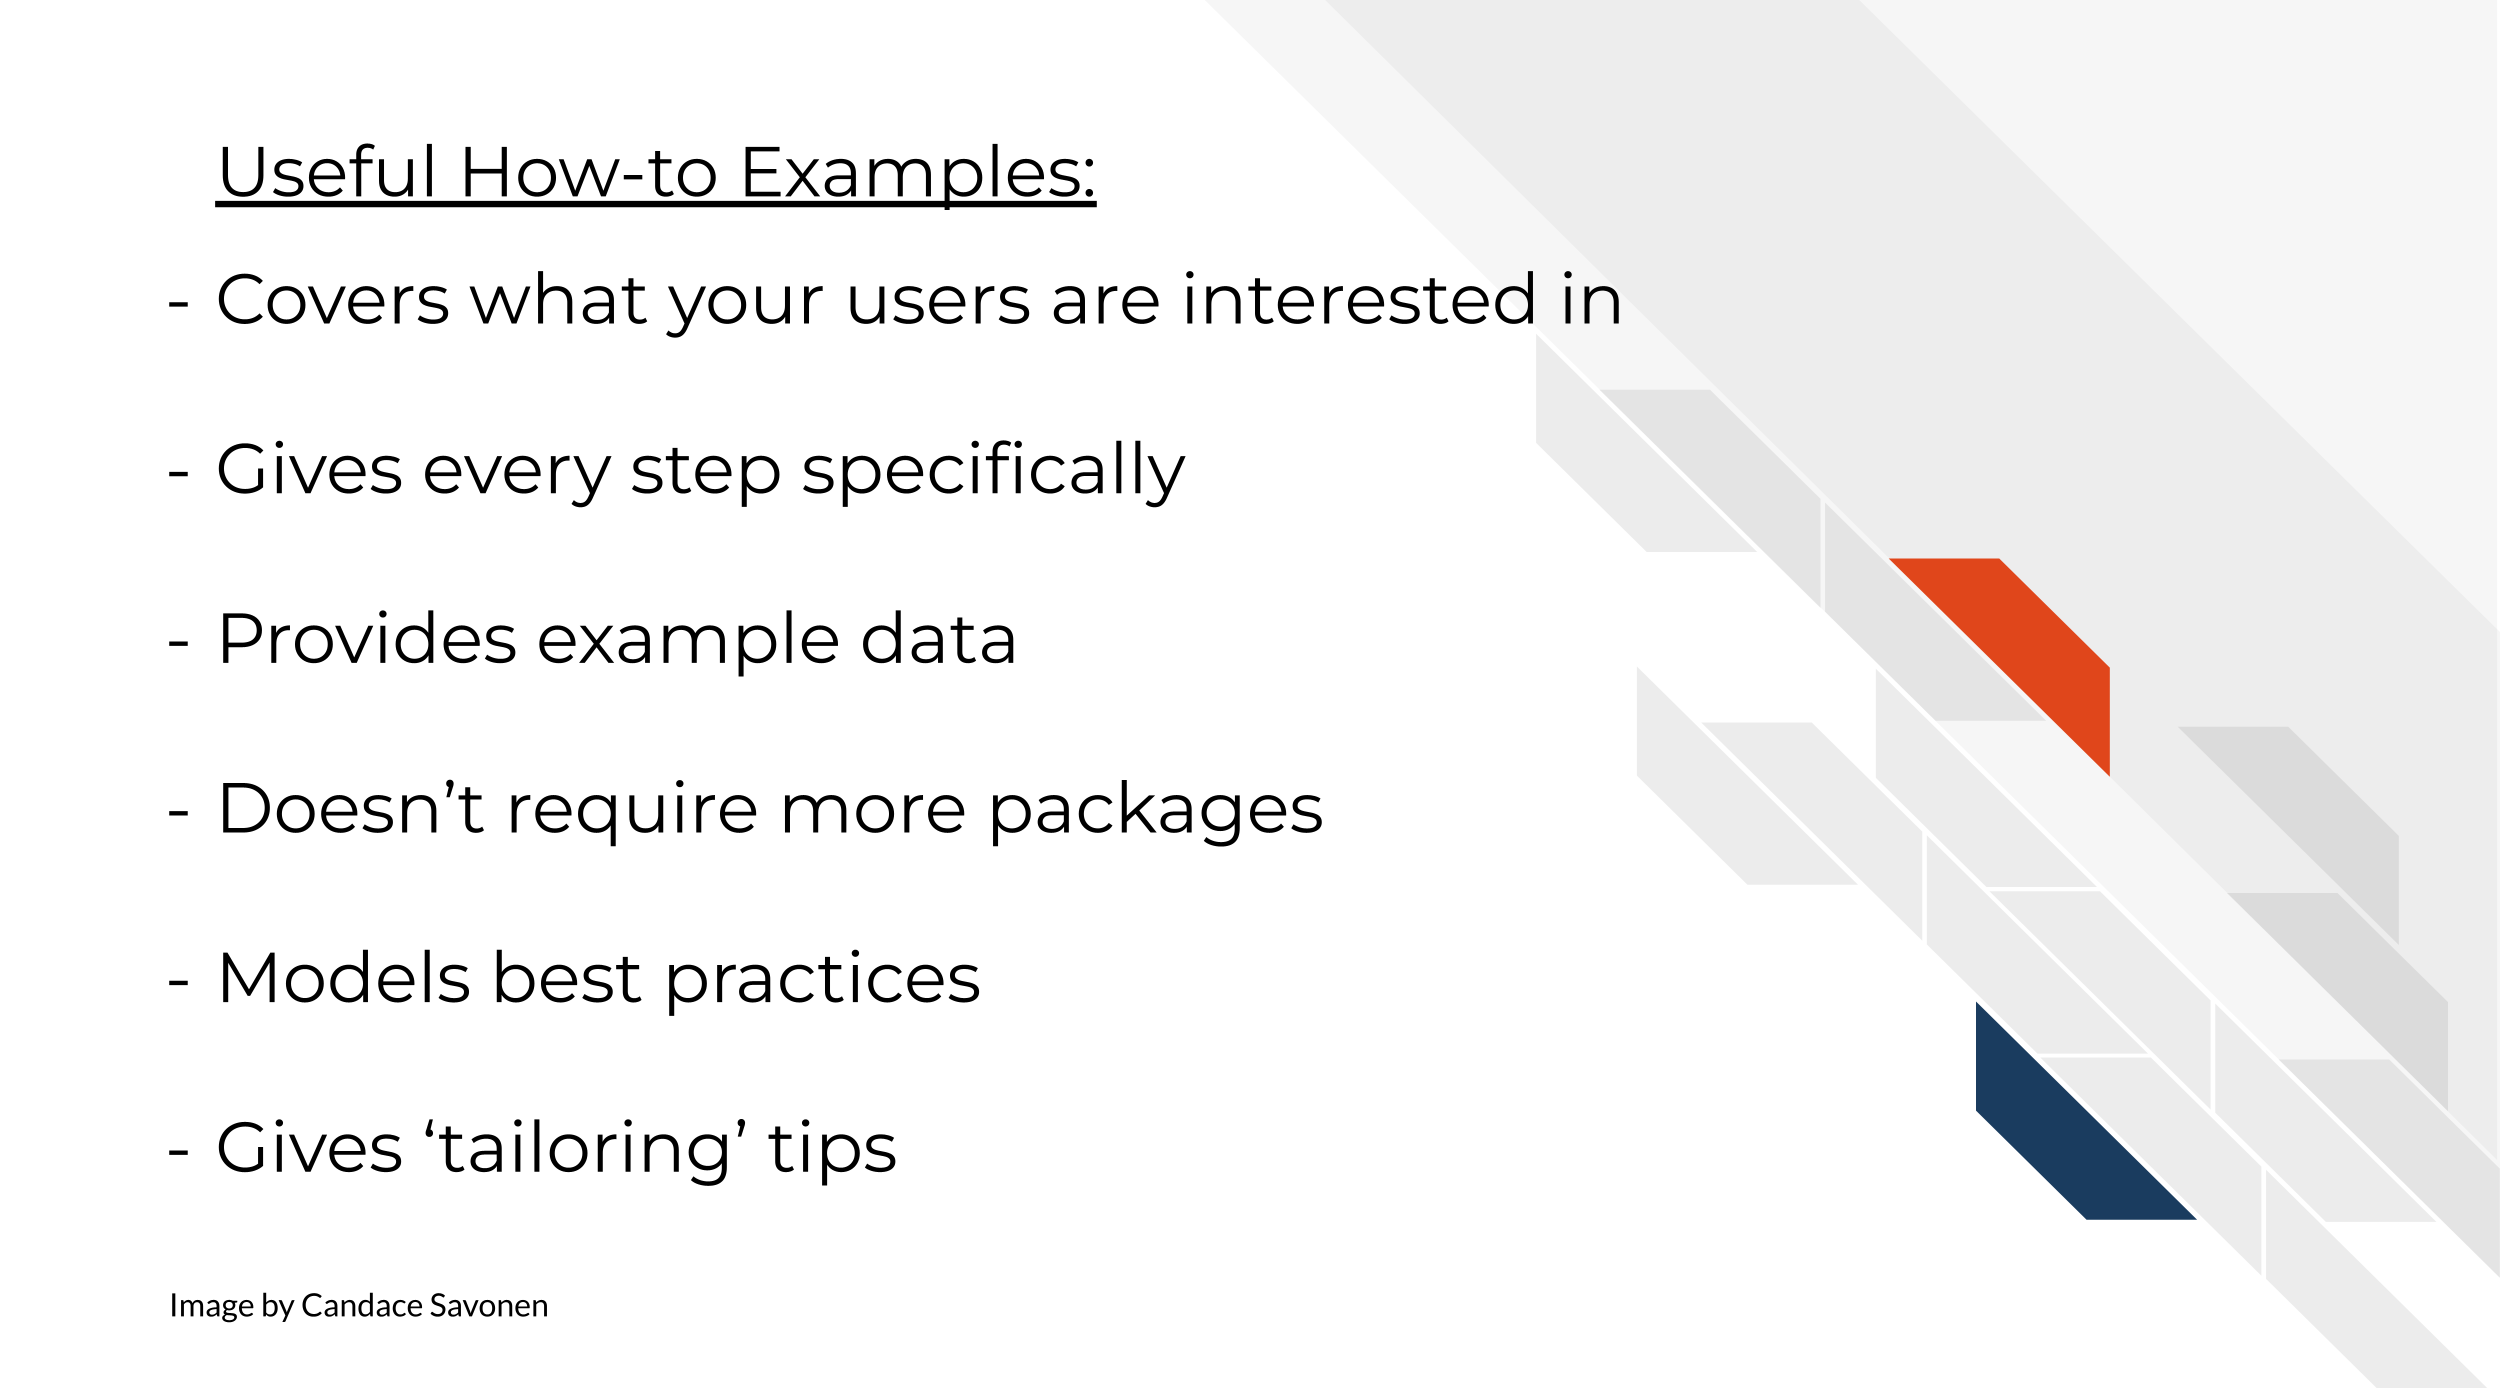 Useful How-to Examples:
- Covers what your users are interested in
- Gives every step specifically
- Provides example data
- Doesn’t require more packages
- Models best practices
- Gives ‘tailoring’ tips
Image by Candace Savonen